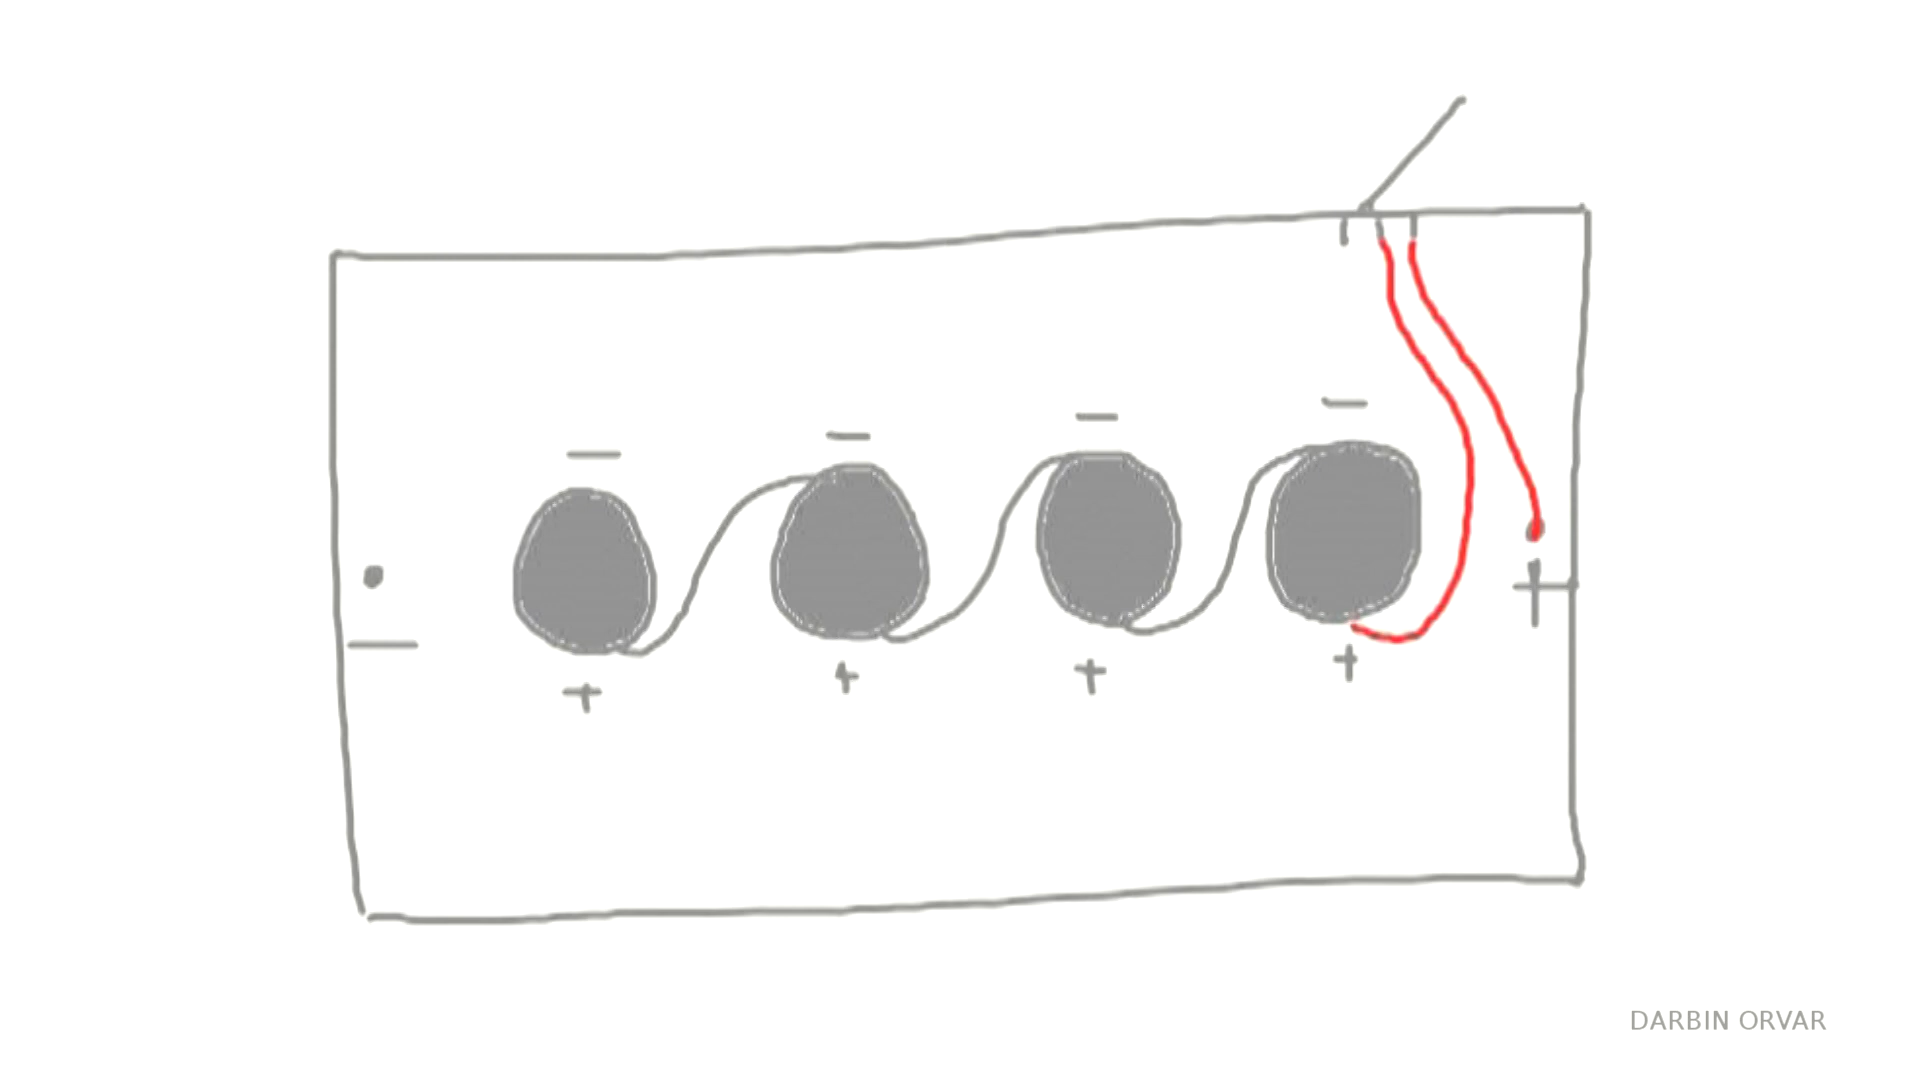 − − − −
− +
+ + + +
DARBIN ORVAR